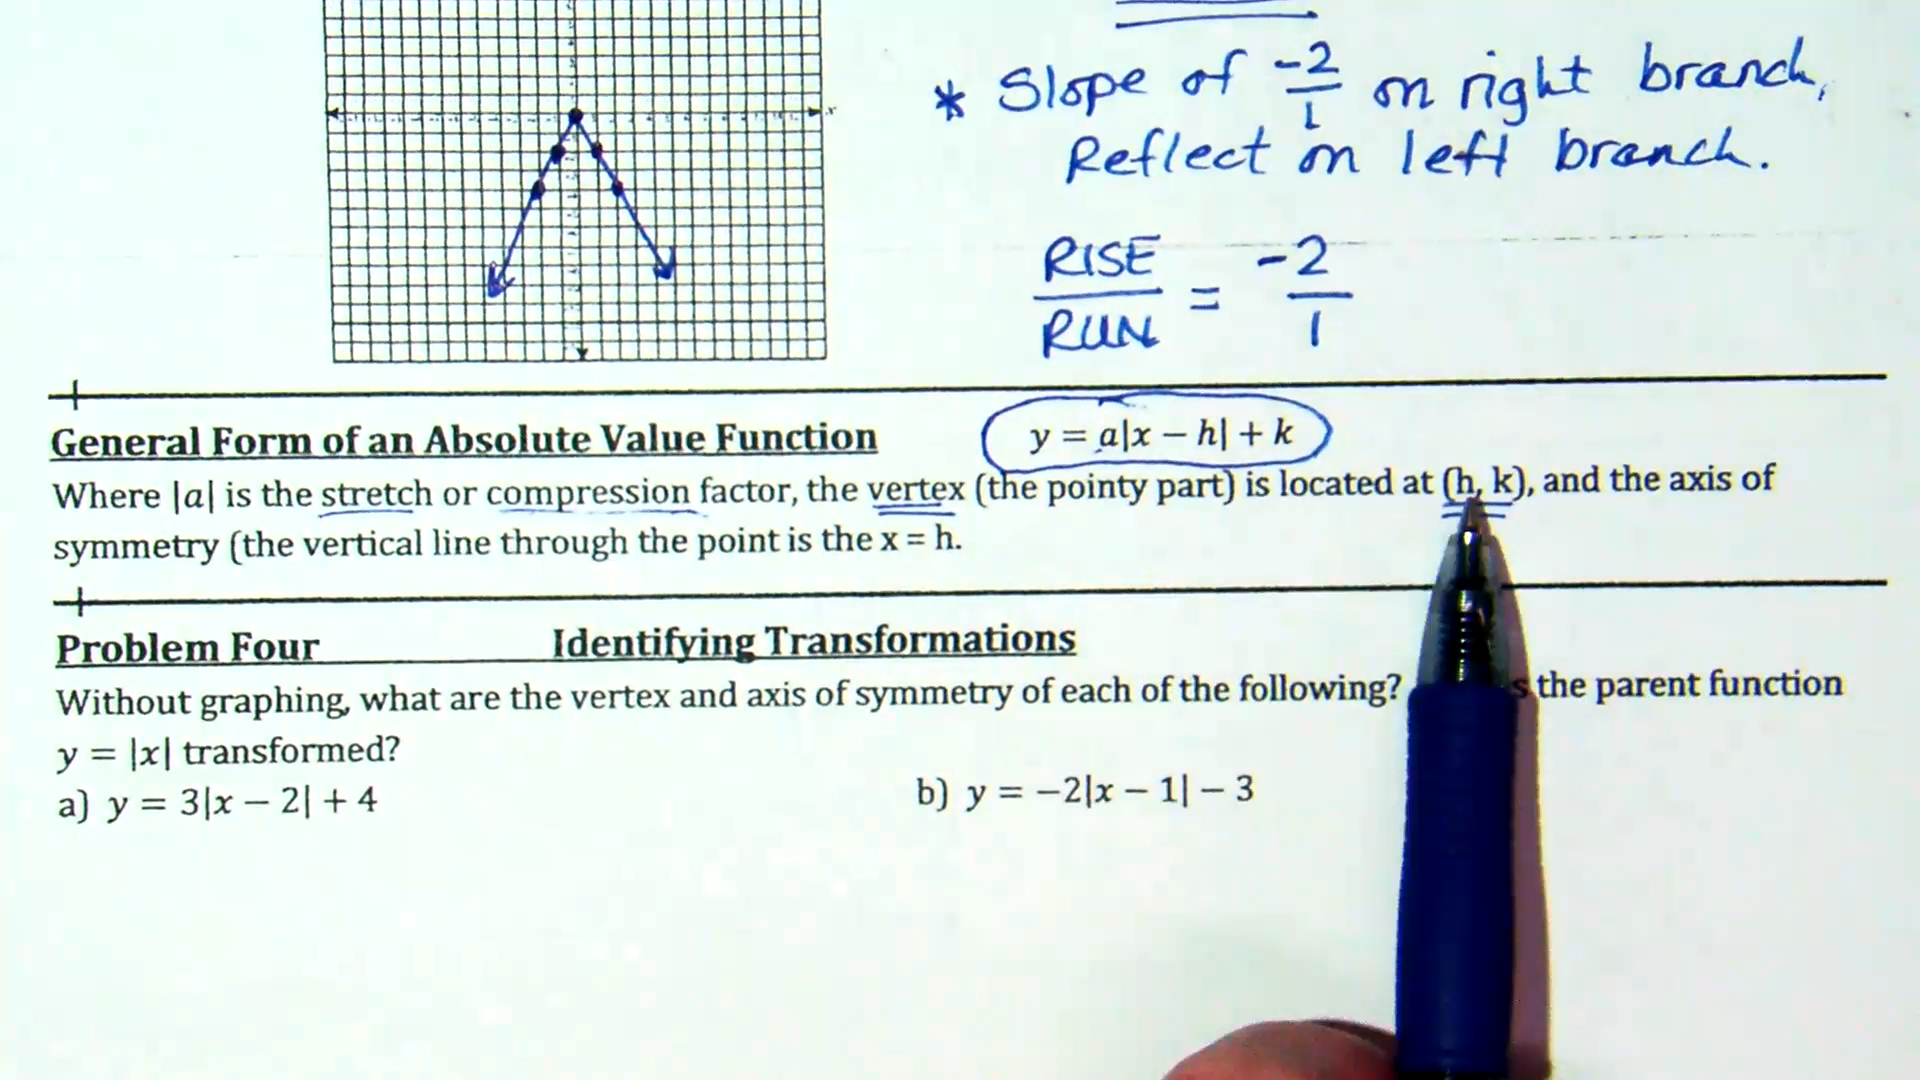 * Slope of -2/1 on right branch,
Reflect on left branch.
RISE/RUN = -2/1
General Form of an Absolute Value Function y = a|x − h| + k
Where |a| is the stretch or compression factor, the vertex (the pointy part) is located at (h, k), and the axis of
symmetry (the vertical line through the point is the x = h.
Problem Four Identifying Transformations
Without graphing, what are the vertex and axis of symmetry of each of the following? the parent function
y = |x| transformed?
a) y = 3|x − 2| + 4 b) y = −2|x − 1| − 3